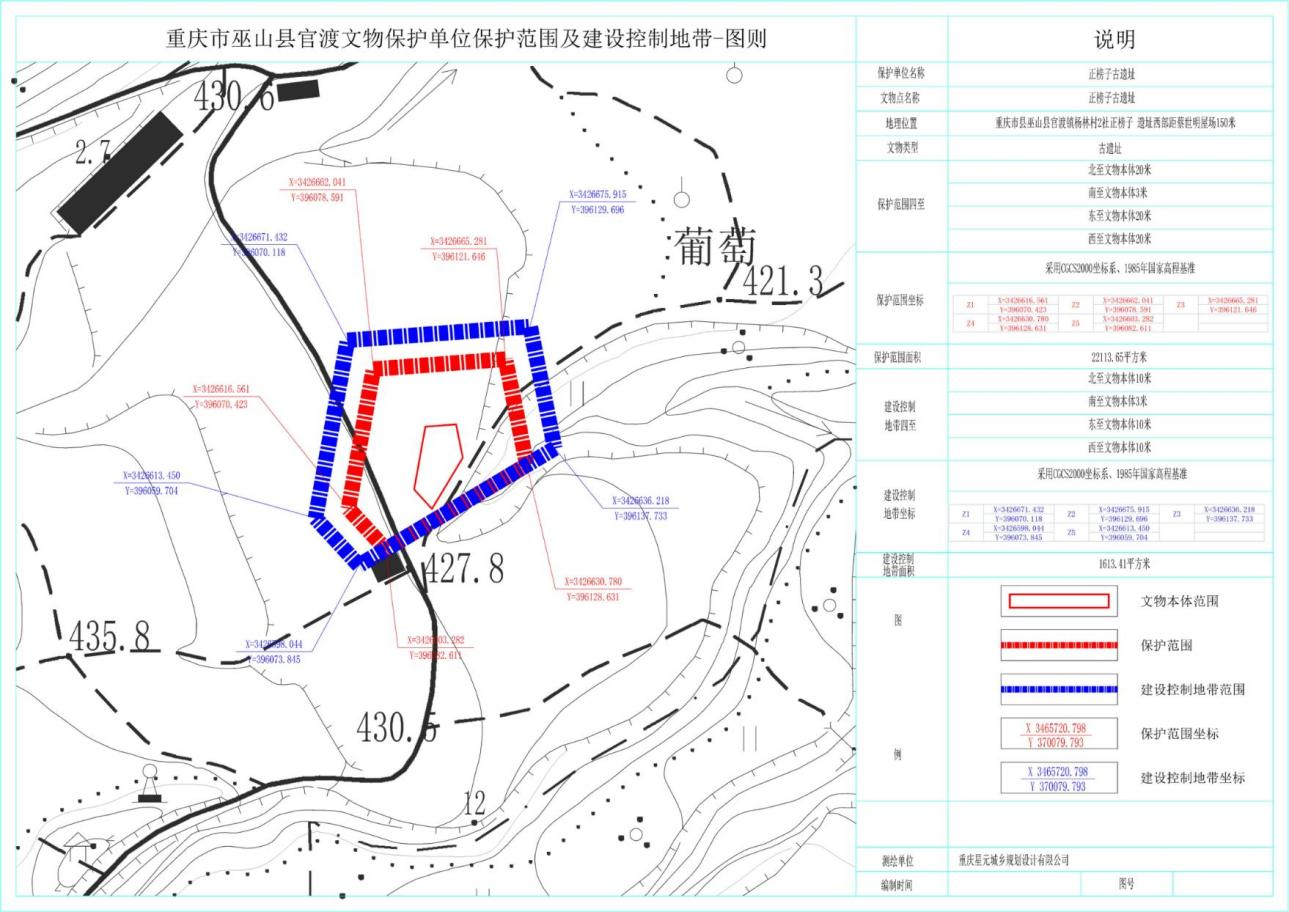 重庆市巫山县官渡文物保护单位保护范围及建设控制地带-图则
430.6
2.7
X=3426662.041
Y=396078.591
X=3426675.915
Y=396129.696
X=3426671.432
Y=396070.118
X=3426665.281
Y=396121.646
葡萄
421.3
X=3426616.561
Y=396070.423
X=3426613.450
Y=396059.704
X=3426636.218
Y=396137.733
427.8
X=3426630.780
Y=396128.631
435.8
X=3426598.044
Y=396073.845
X=3426603.282
Y=396082.611
430.5
12
说明
保护单位名称 正榜子古遗址
文物点名称 正榜子古遗址
地理位置 重庆市县巫山县官渡镇杨林村2社正榜子 遗址西部距蔡世明屋场150米
文物类型 古遗址
保护范围四至
北至文物本体20米
南至文物本体3米
东至文物本体20米
西至文物本体20米
保护范围坐标
采用CGCS2000坐标系、1985年国家高程基准
Z1 X=3426616.561 Y=396070.423 Z2 X=3426662.041 Y=396078.591 Z3 X=3426665.281 Y=396121.646
Z4 X=3426630.780 Y=396128.631 Z5 X=3426603.282 Y=396082.611
保护范围面积 22113.65平方米
建设控制
地带四至
北至文物本体10米
南至文物本体3米
东至文物本体10米
西至文物本体10米
建设控制
地带坐标
采用CGCS2000坐标系、1985年国家高程基准
Z1 X=3426671.432 Y=396070.118 Z2 X=3426675.915 Y=396129.696 Z3 X=3426636.218 Y=396137.733
Z4 X=3426598.044 Y=396073.845 Z5 X=3426613.450 Y=396059.704
建设控制
地带面积
1613.41平方米
图
例
文物本体范围
保护范围
建设控制地带范围
X 3465720.798
Y 370079.793
保护范围坐标
X 3465720.798
Y 370079.793
建设控制地带坐标
测绘单位 重庆星元城乡规划设计有限公司
编制时间 图号